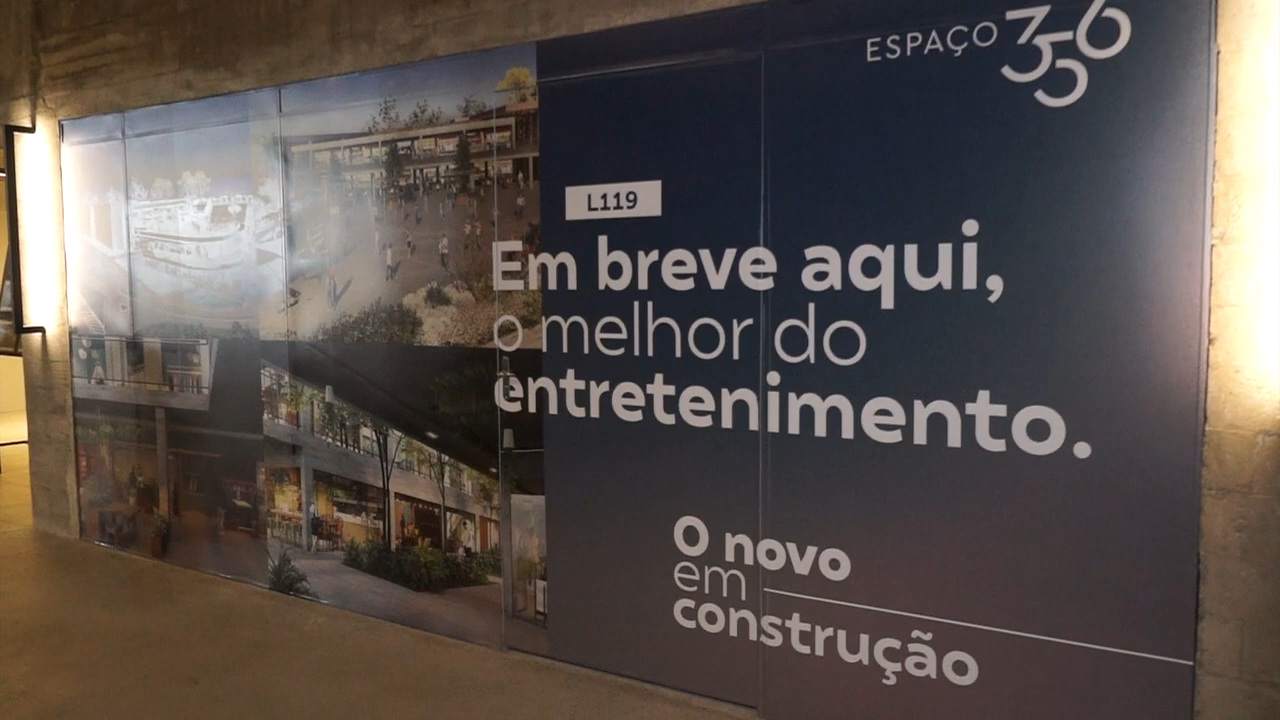 ESPAÇO 356
L119
Em breve aqui,
o melhor do
entretenimento.
O novo
em
construção